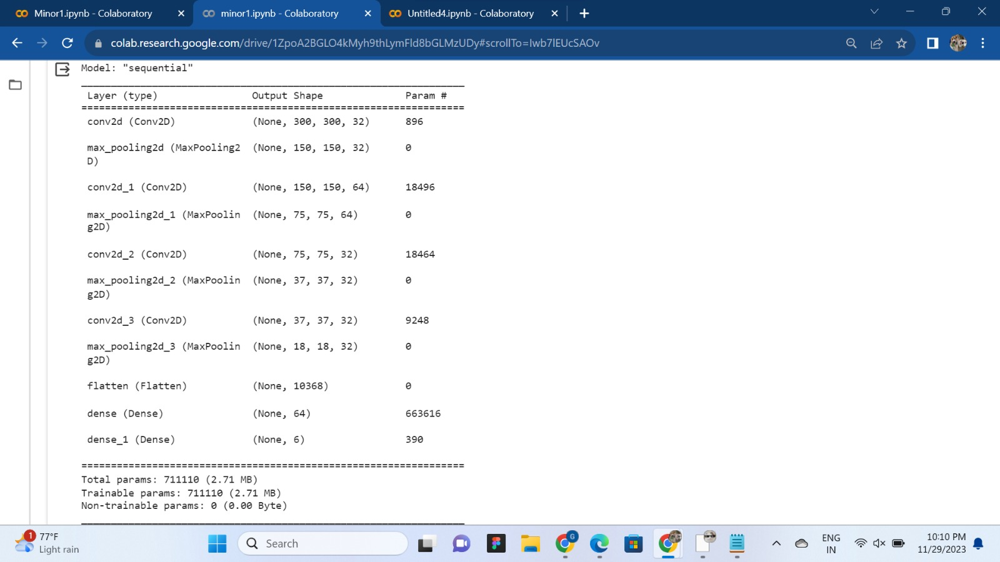 Minor1.ipynb - Colaboratory
minor1.ipynb - Colaboratory
Untitled4.ipynb - Colaboratory
colab.research.google.com/drive/1ZpoA2BGLO4kMyh9thLymFld8bGLMzUDy#scrollTo=Iwb7lEUcSAOv
Model: "sequential"
Layer (type) Output Shape Param #
=================================================================
conv2d (Conv2D) (None, 300, 300, 32) 896
max_pooling2d (MaxPooling2 (None, 150, 150, 32) 0
D)
conv2d_1 (Conv2D) (None, 150, 150, 64) 18496
max_pooling2d_1 (MaxPoolin (None, 75, 75, 64) 0
g2D)
conv2d_2 (Conv2D) (None, 75, 75, 32) 18464
max_pooling2d_2 (MaxPoolin (None, 37, 37, 32) 0
g2D)
conv2d_3 (Conv2D) (None, 37, 37, 32) 9248
max_pooling2d_3 (MaxPoolin (None, 18, 18, 32) 0
g2D)
flatten (Flatten) (None, 10368) 0
dense (Dense) (None, 64) 663616
dense_1 (Dense) (None, 6) 390
=================================================================
Total params: 711110 (2.71 MB)
Trainable params: 711110 (2.71 MB)
Non-trainable params: 0 (0.00 Byte)
1
77°F
Light rain
Search
G
ENG
IN
10:10 PM
11/29/2023